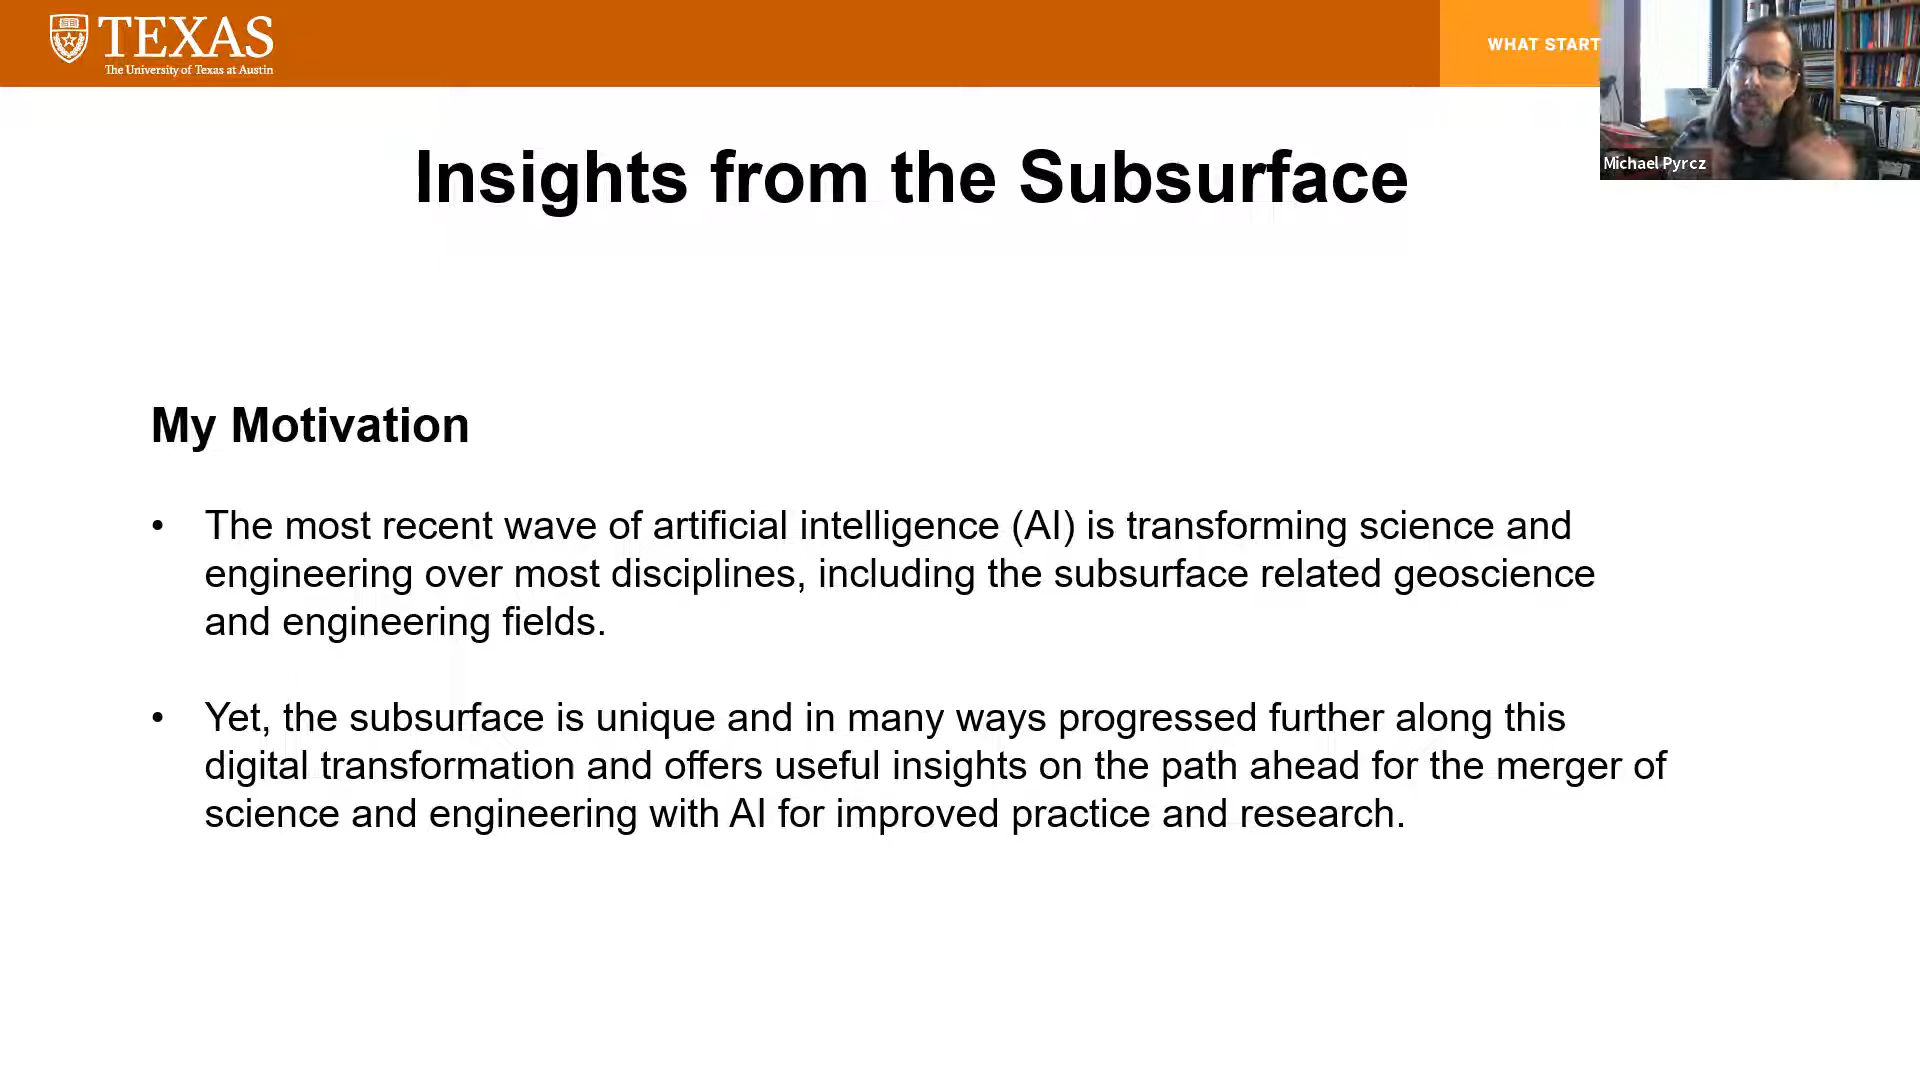 TEXAS
The University of Texas at Austin
WHAT START
Michael Pyrcz
Insights from the Subsurface
My Motivation
• The most recent wave of artificial intelligence (AI) is transforming science and
engineering over most disciplines, including the subsurface related geoscience
and engineering fields.
• Yet, the subsurface is unique and in many ways progressed further along this
digital transformation and offers useful insights on the path ahead for the merger of
science and engineering with AI for improved practice and research.